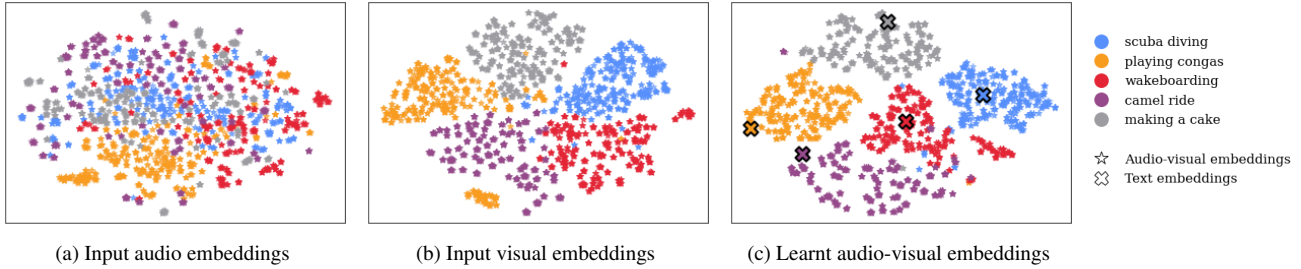 scuba diving
playing congas
wakeboarding
camel ride
making a cake
Audio-visual embeddings
Text embeddings
(a) Input audio embeddings
(b) Input visual embeddings
(c) Learnt audio-visual embeddings